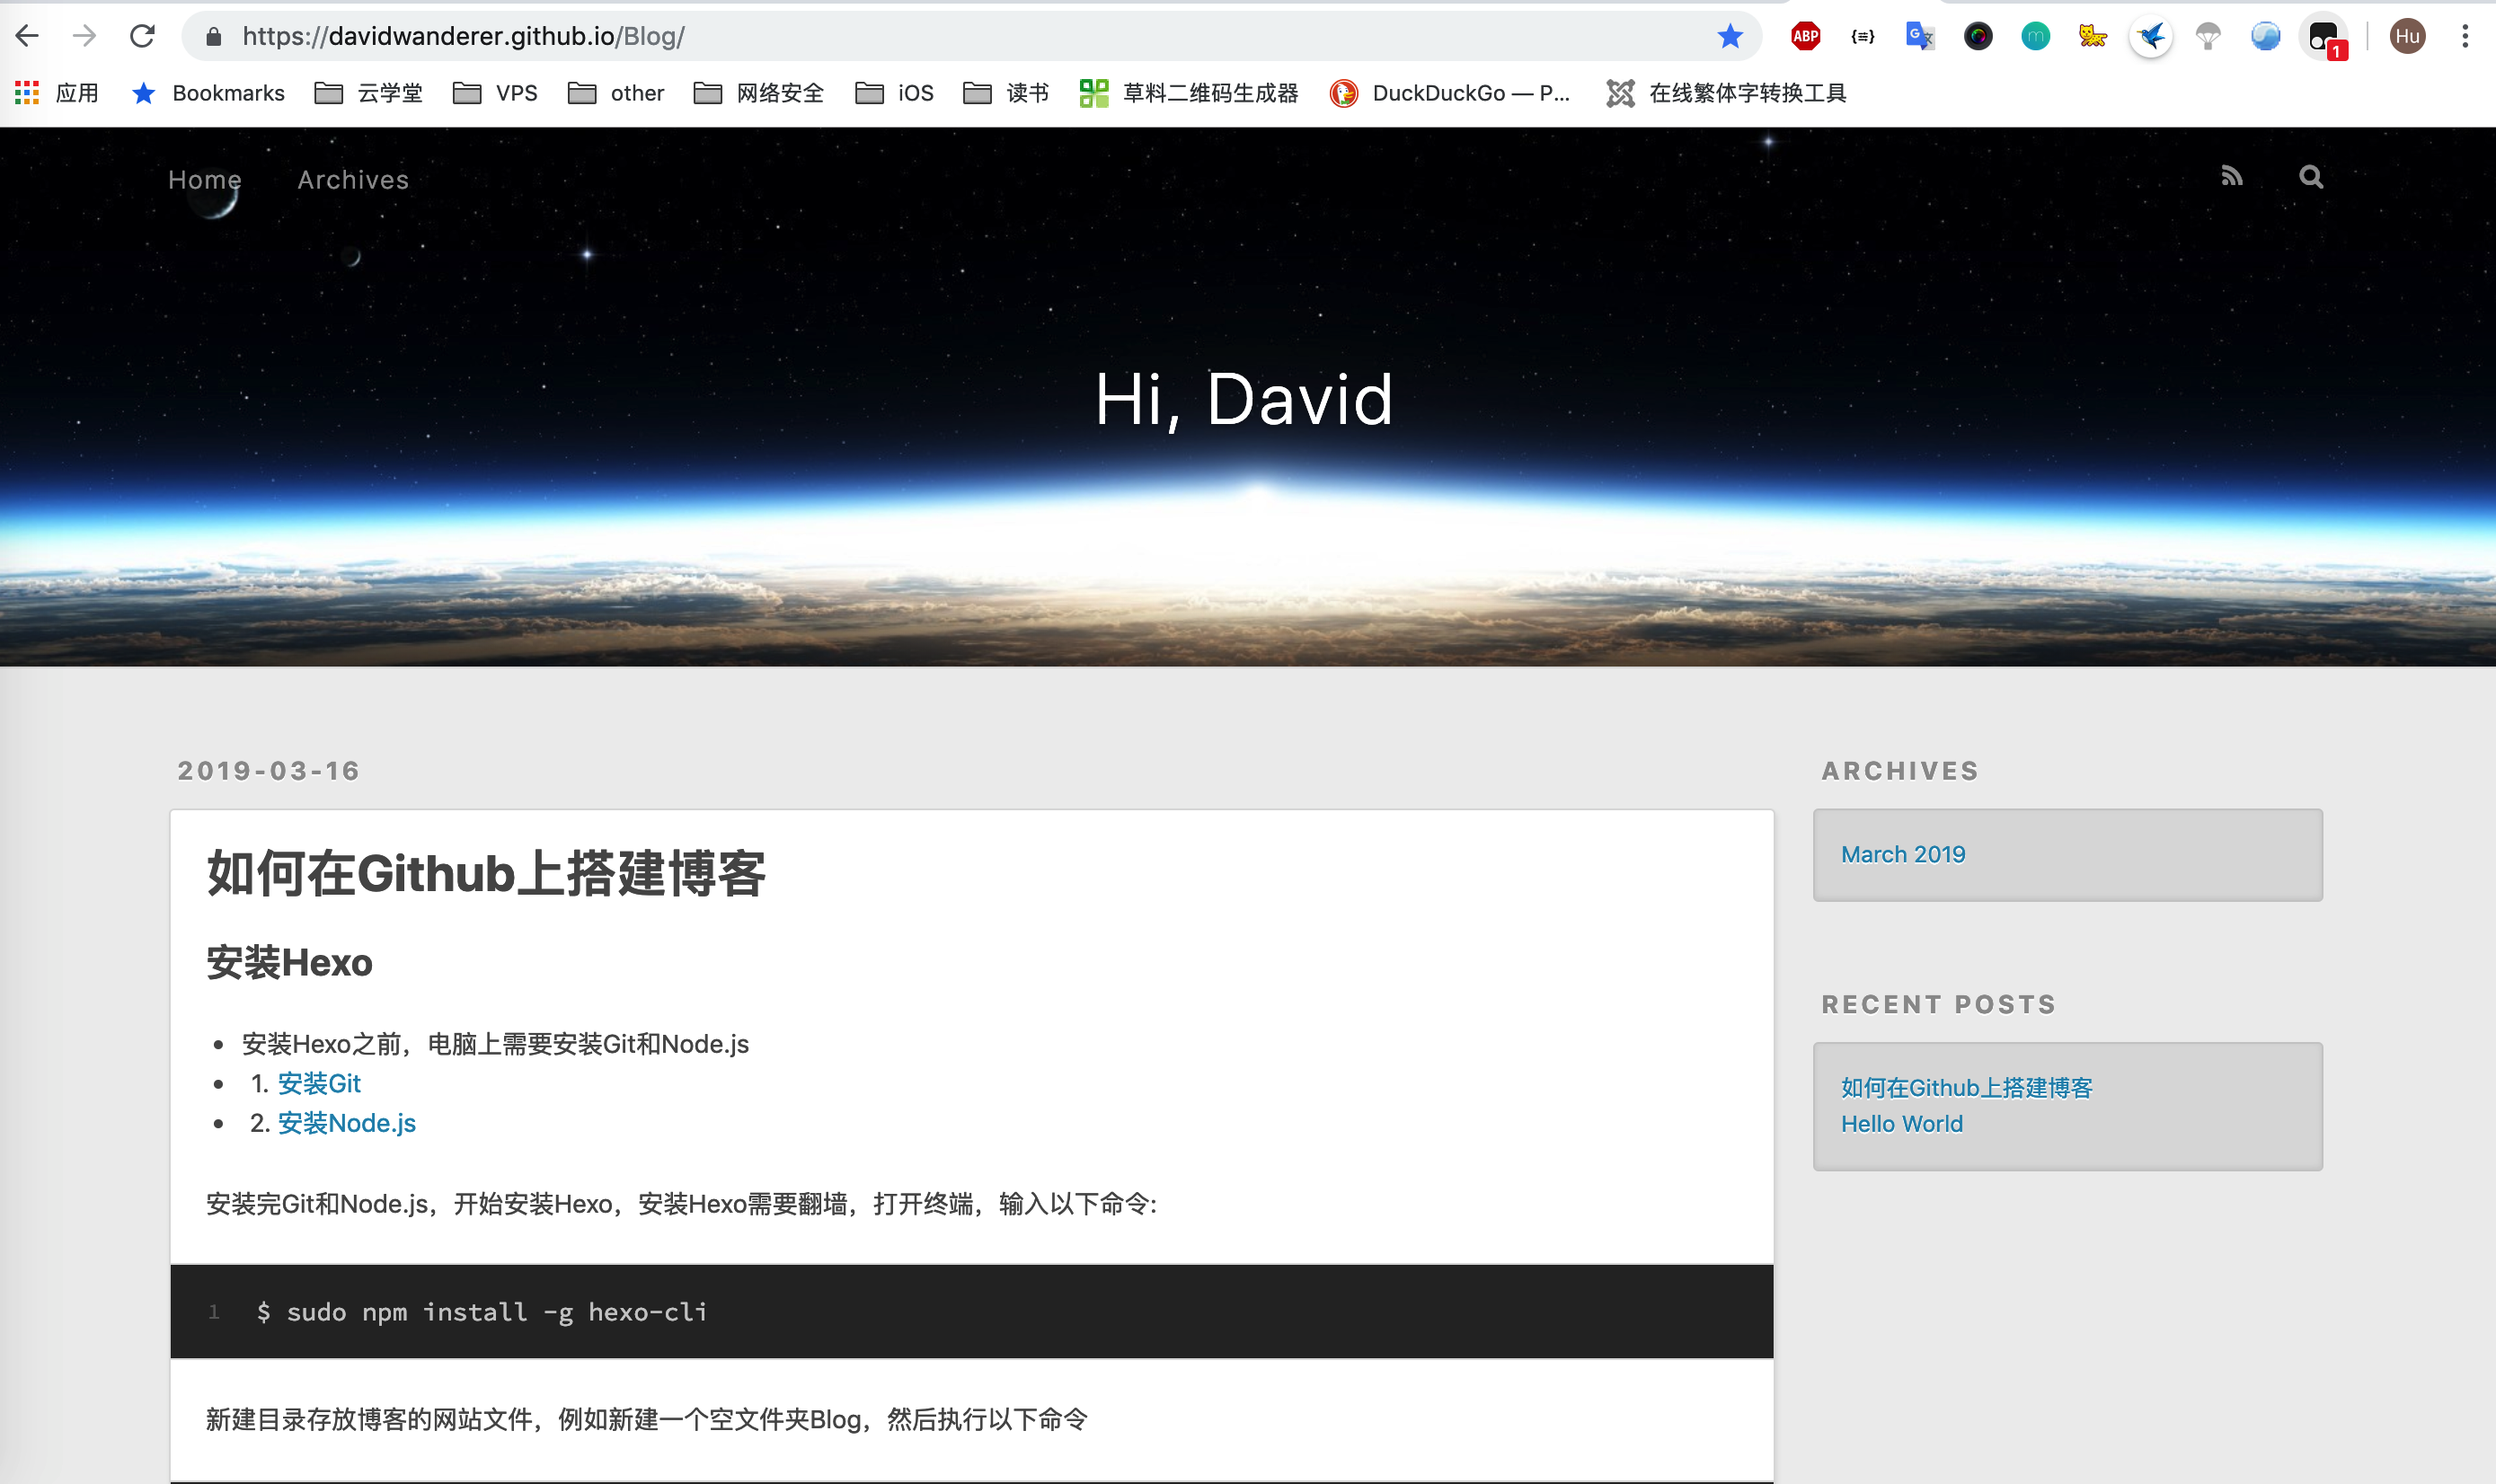 https://davidwanderer.github.io/Blog/
ABP
{≡}
G 文
m
1
Hu
应用 Bookmarks 云学堂 VPS other 网络安全 iOS 读书 草料二维码生成器 DuckDuckGo — P... 在线繁体字转换工具
Home Archives
Hi, David
2019-03-16
如何在Github上搭建博客
安装Hexo
• 安装Hexo之前，电脑上需要安装Git和Node.js
• 1. 安装Git
• 2. 安装Node.js
安装完Git和Node.js，开始安装Hexo，安装Hexo需要翻墙，打开终端，输入以下命令:
1 $ sudo npm install -g hexo-cli
新建目录存放博客的网站文件，例如新建一个空文件夹Blog，然后执行以下命令
ARCHIVES
March 2019
RECENT POSTS
如何在Github上搭建博客
Hello World